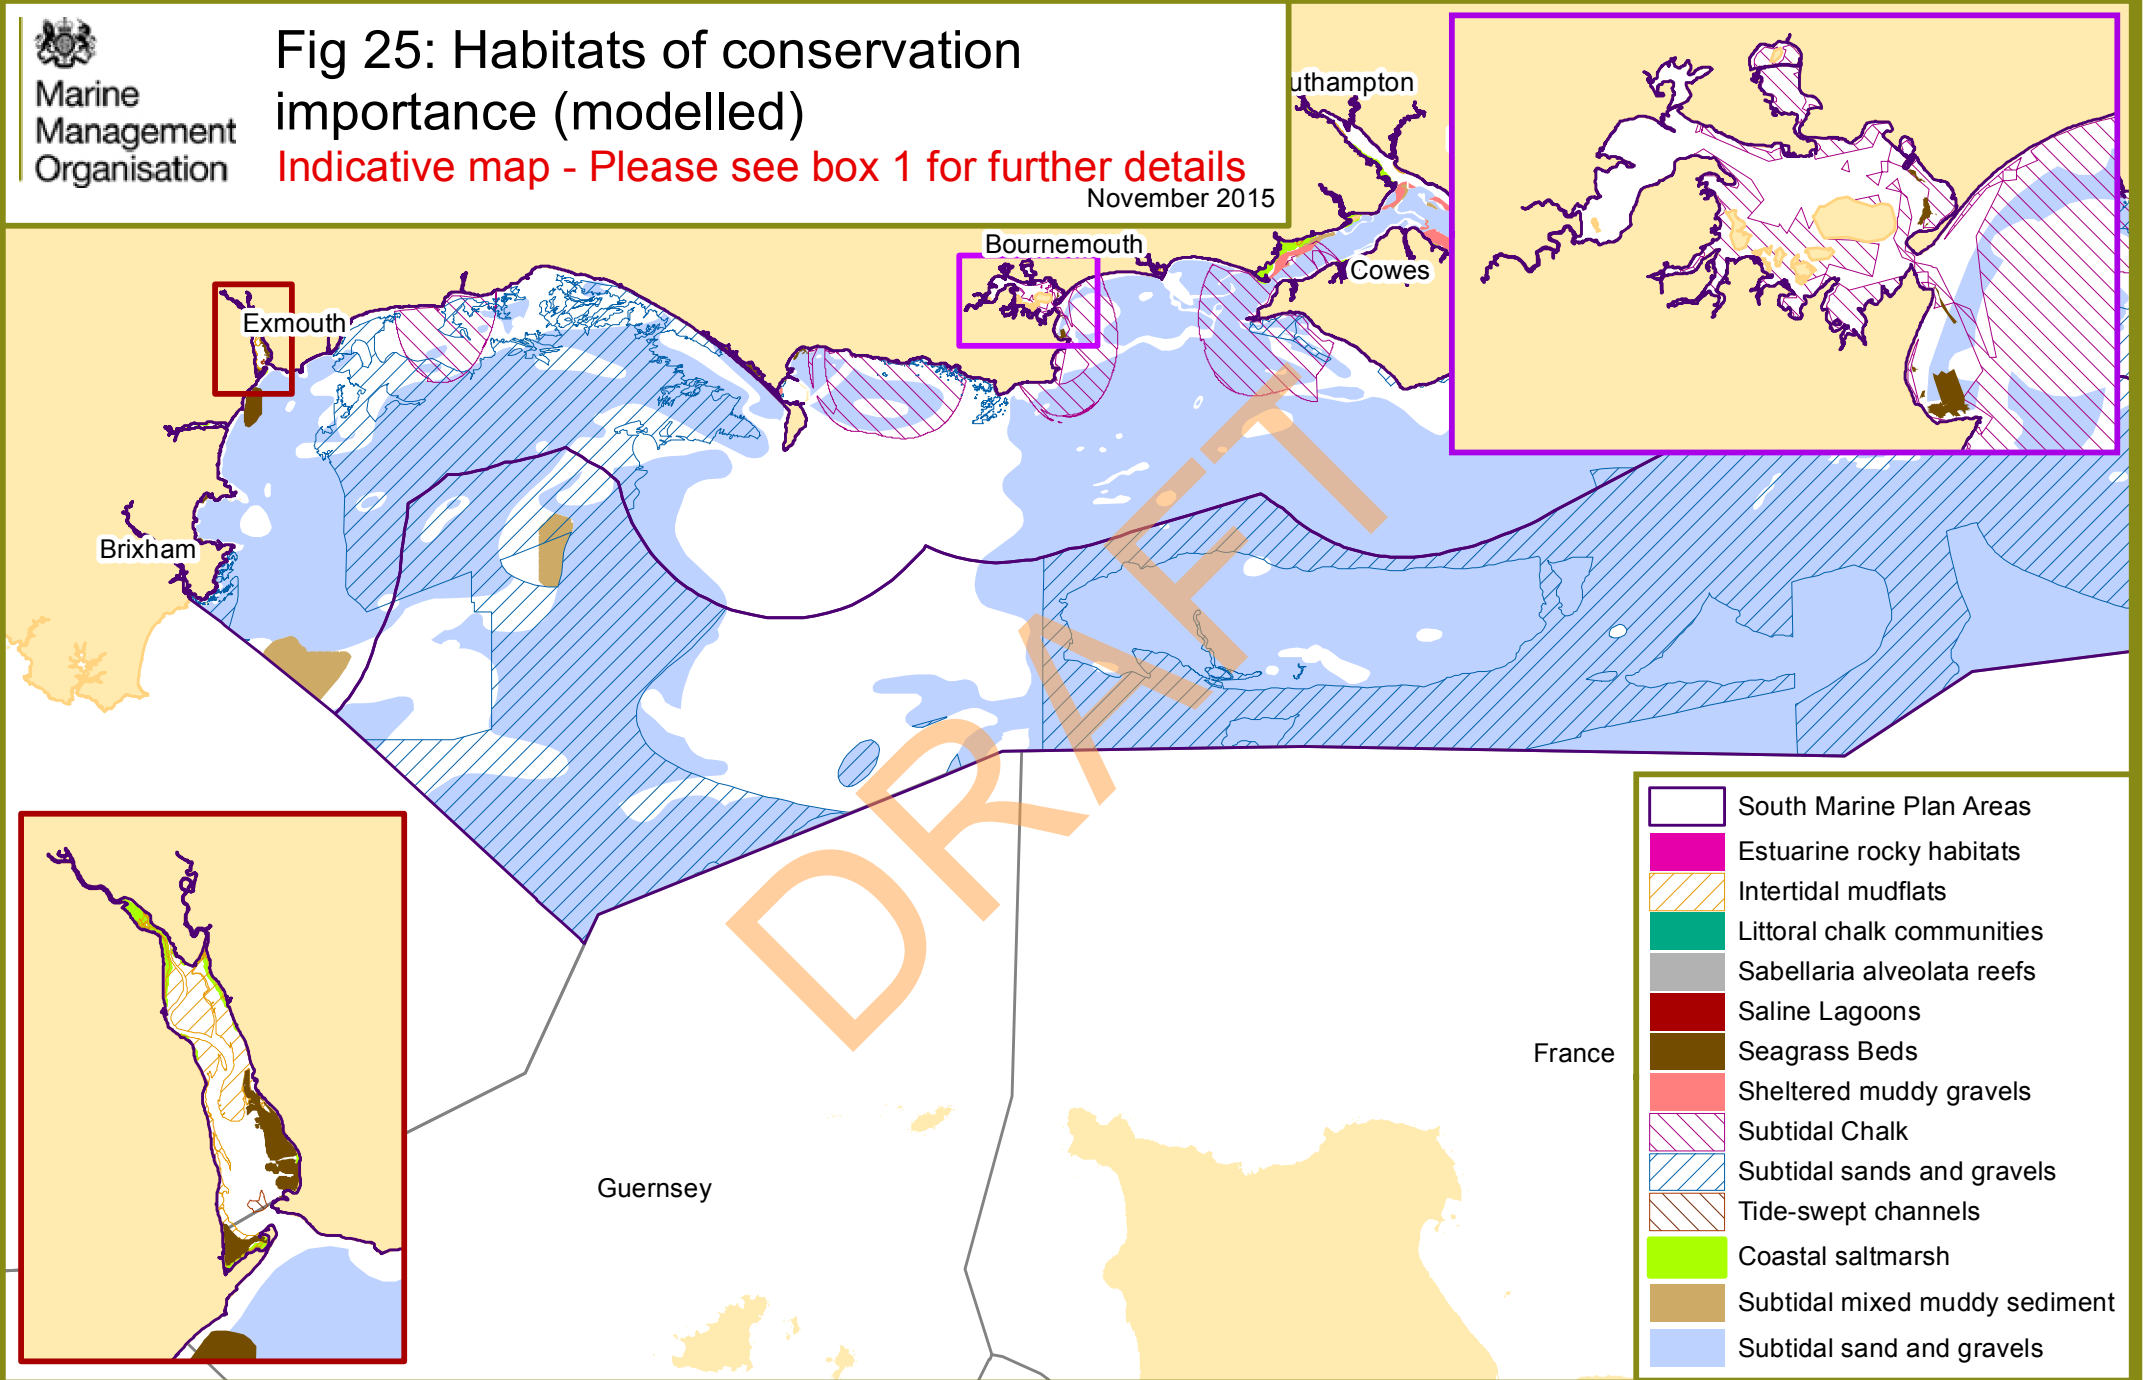 Marine
Management
Organisation
Fig 25: Habitats of conservation
importance (modelled)
Indicative map - Please see box 1 for further details
November 2015
uthampton
Bournemouth
Cowes
Exmouth
Brixham
DRAFT
France
Guernsey
South Marine Plan Areas
Estuarine rocky habitats
Intertidal mudflats
Littoral chalk communities
Sabellaria alveolata reefs
Saline Lagoons
Seagrass Beds
Sheltered muddy gravels
Subtidal Chalk
Subtidal sands and gravels
Tide-swept channels
Coastal saltmarsh
Subtidal mixed muddy sediment
Subtidal sand and gravels